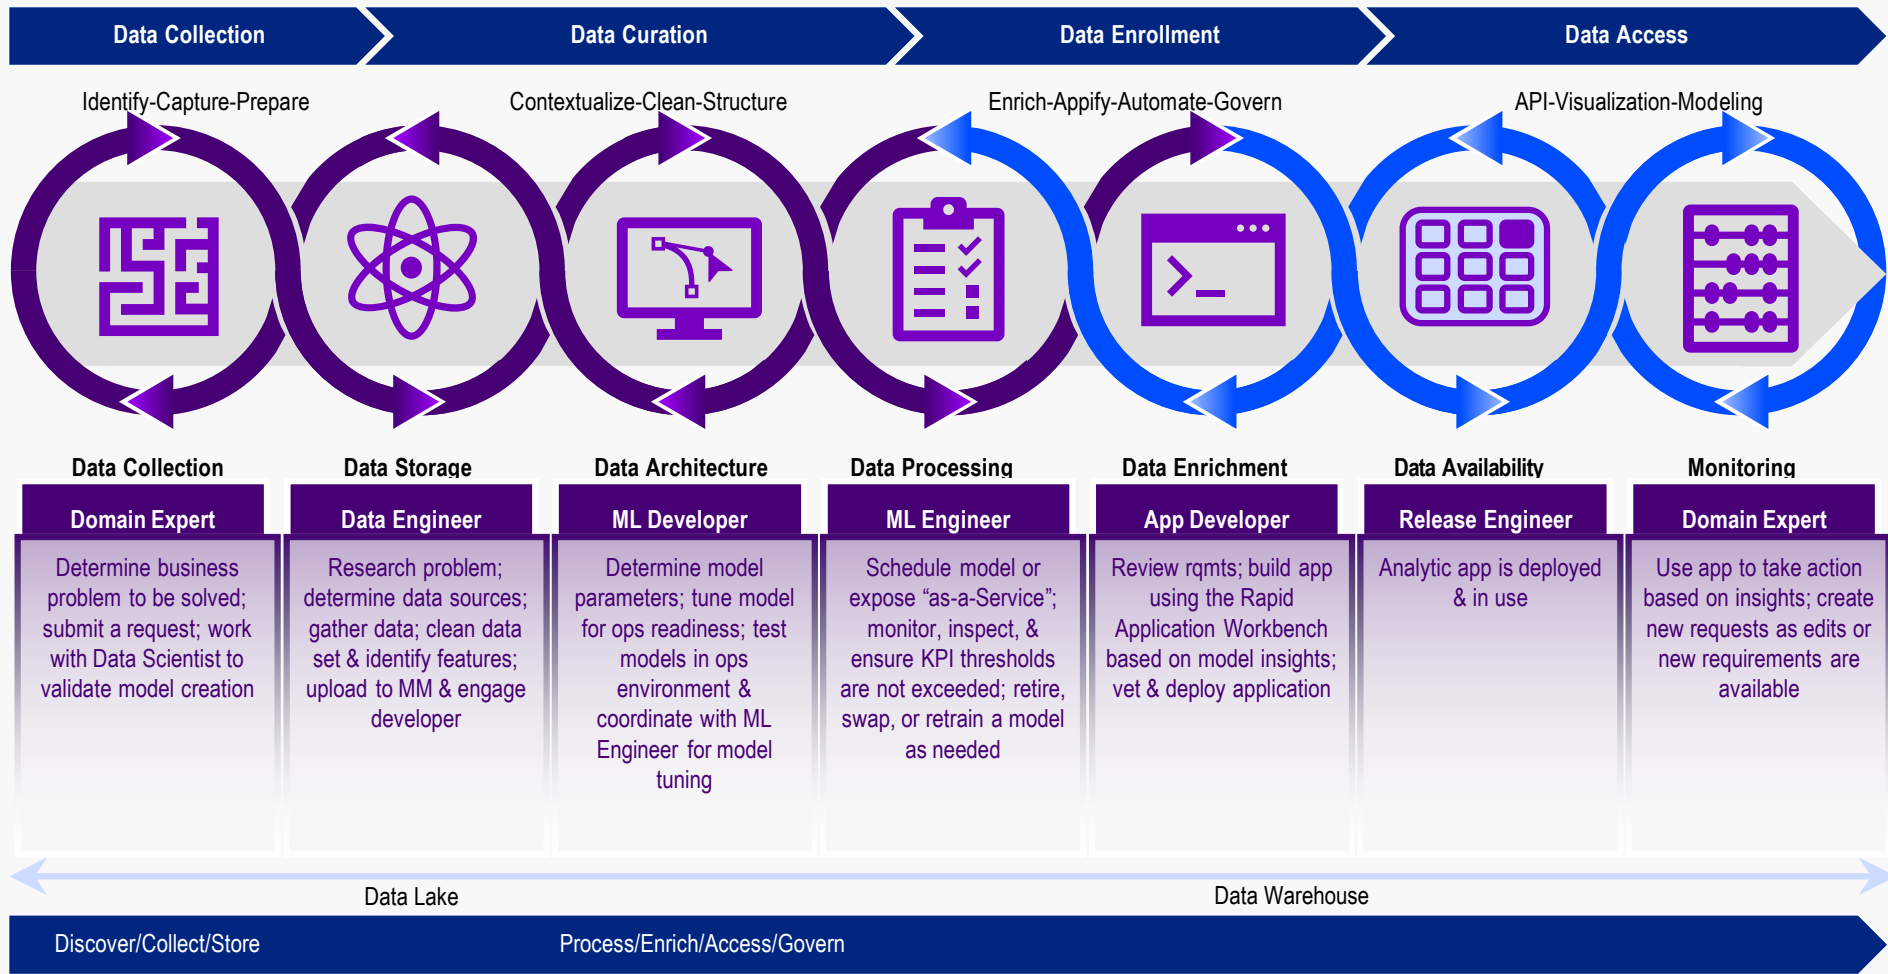 Data Collection
Data Curation
Data Enrollment
Data Access
Identify-Capture-Prepare
Contextualize-Clean-Structure
Enrich-Appify-Automate-Govern
API-Visualization-Modeling
Data Collection
Domain Expert
Determine business
problem to be solved;
submit a request; work
with Data Scientist to
validate model creation
Data Storage
Data Engineer
Research problem;
determine data sources;
gather data; clean data
set & identify features;
upload to MM & engage
developer
Data Architecture
ML Developer
Determine model
parameters; tune model
for ops readiness; test
models in ops
environment &
coordinate with ML
Engineer for model
tuning
Data Processing
ML Engineer
Schedule model or
expose “as-a-Service”;
monitor, inspect, &
ensure KPI thresholds
are not exceeded; retire,
swap, or retrain a model
as needed
Data Enrichment
App Developer
Review rqmts; build app
using the Rapid
Application Workbench
based on model insights;
vet & deploy application
Data Availability
Release Engineer
Analytic app is deployed
& in use
Monitoring
Domain Expert
Use app to take action
based on insights; create
new requests as edits or
new requirements are
available
Data Lake
Data Warehouse
Discover/Collect/Store
Process/Enrich/Access/Govern